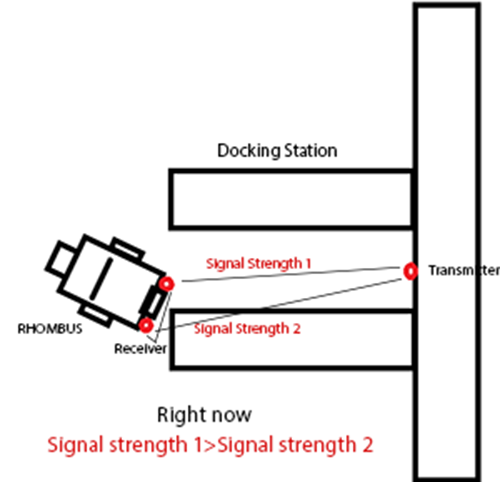 Docking Station
Signal Strength 1
Transmitter
Signal Strength 2
RHOMBUS
Receiver
Right now
Signal strength 1>Signal strength 2